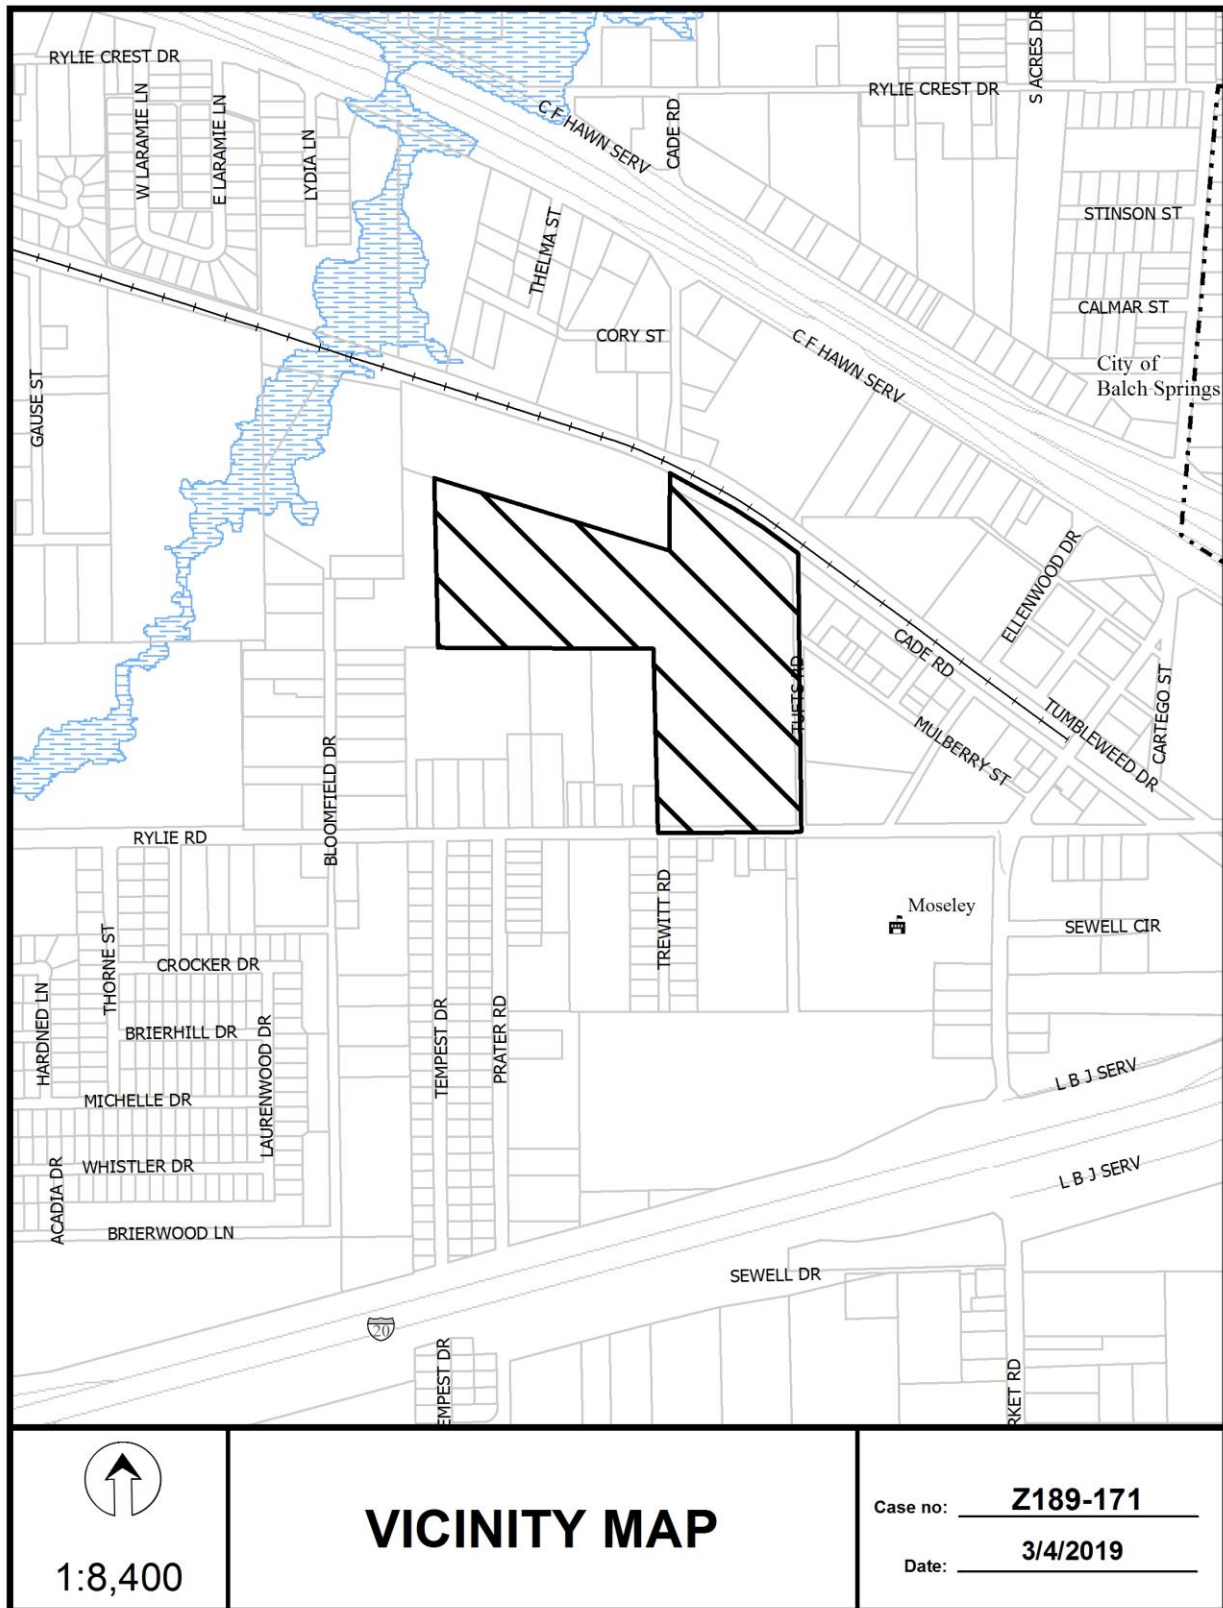 RYLIE CREST DR
S ACRES DR
RYLIE CREST DR
W LARAMIE LN
E LARAMIE LN
LYDIA LN
C F HAWN SERV
CADE RD
STINSON ST
THELMA ST
CALMAR ST
CORY ST
C F HAWN SERV
City of
Balch Springs
GAUSE ST
ELLENWOOD DR
CADE RD
TUFTS RD
CARTEGO ST
TUMBLEWEED DR
MULBERRY ST
BLOOMFIELD DR
RYLIE RD
Moseley
TREWITT RD
SEWELL CIR
THORNE ST
CROCKER DR
HARDNED LN
BRIERHILL DR
LAURENWOOD DR
TEMPEST DR
PRATER RD
MICHELLE DR
L B J SERV
WHISTLER DR
L B J SERV
ACADIA DR
BRIERWOOD LN
SEWELL DR
20
EMPEST DR
RKET RD
1:8,400
VICINITY MAP
Case no: Z189-171
Date: 3/4/2019